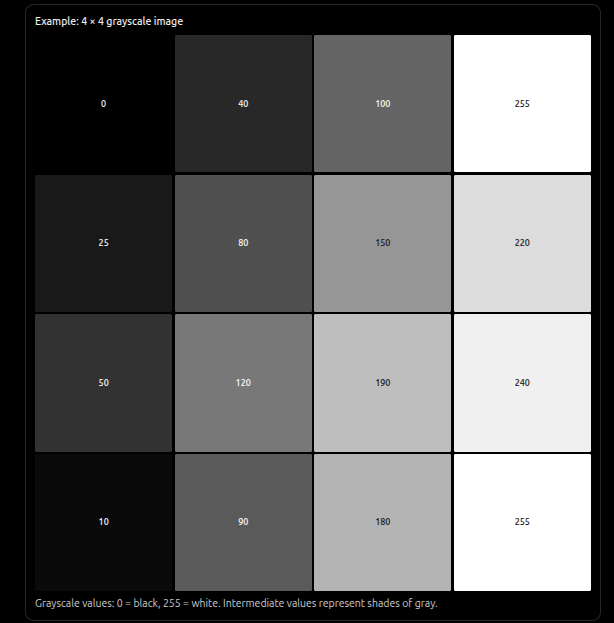 Example: 4 × 4 grayscale image
0 40 100 255
25 80 150 220
50 120 190 240
10 90 180 255
Grayscale values: 0 = black, 255 = white. Intermediate values represent shades of gray.